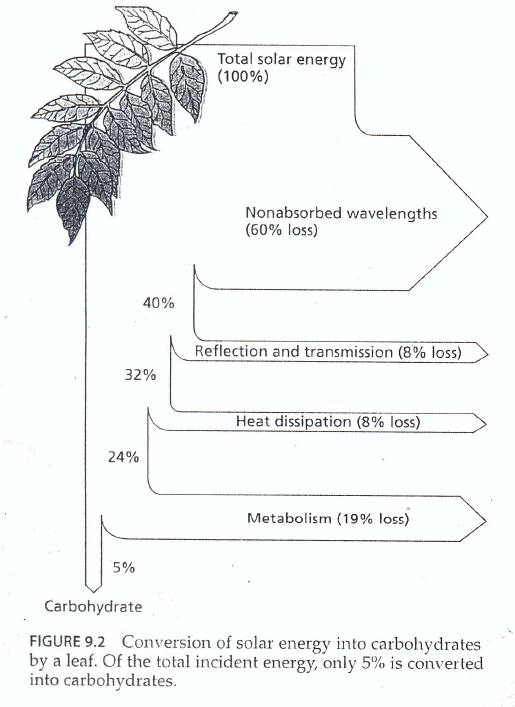 Total solar energy
(100%)
Nonabsorbed wavelengths
(60% loss)
40%
Reflection and transmission (8% loss)
32%
Heat dissipation (8% loss)
24%
Metabolism (19% loss)
5%
Carbohydrate
FIGURE 9.2 Conversion of solar energy into carbohydrates
by a leaf. Of the total incident energy, only 5% is converted
into carbohydrates.